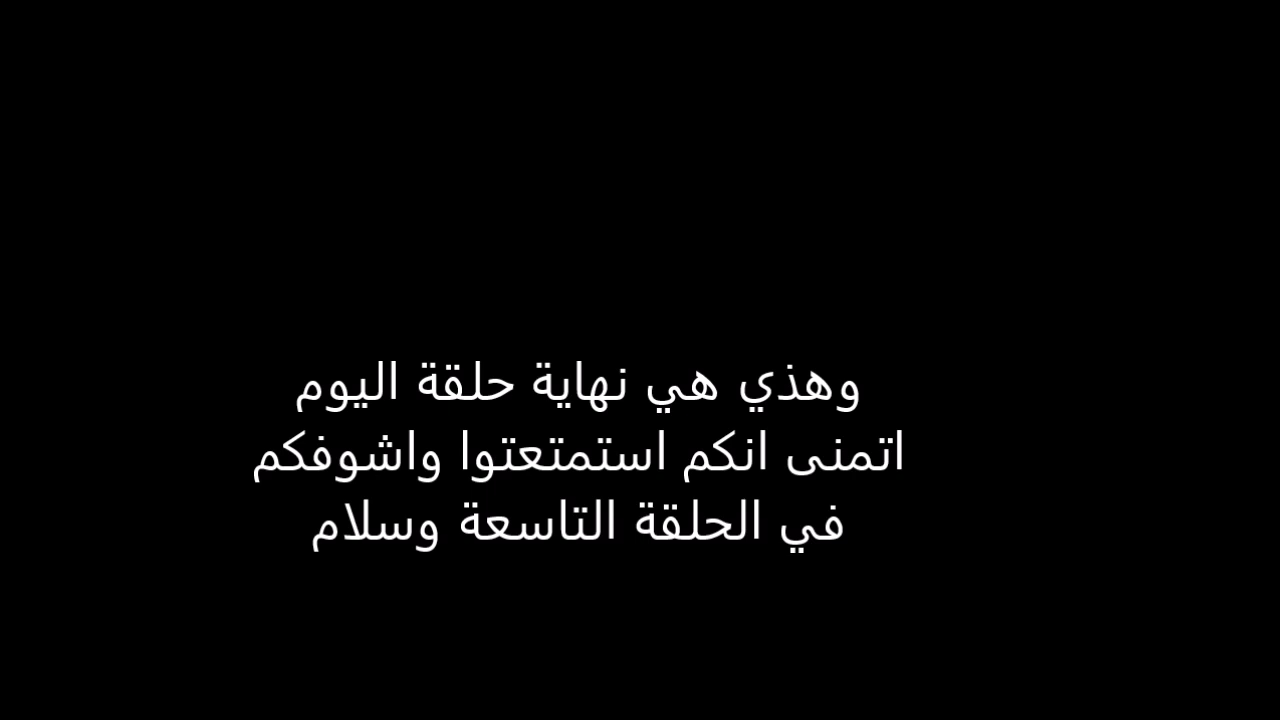 وهذي هي نهاية حلقة اليوم
اتمنى انكم استمتعتوا واشوفكم
في الحلقة التاسعة وسلام